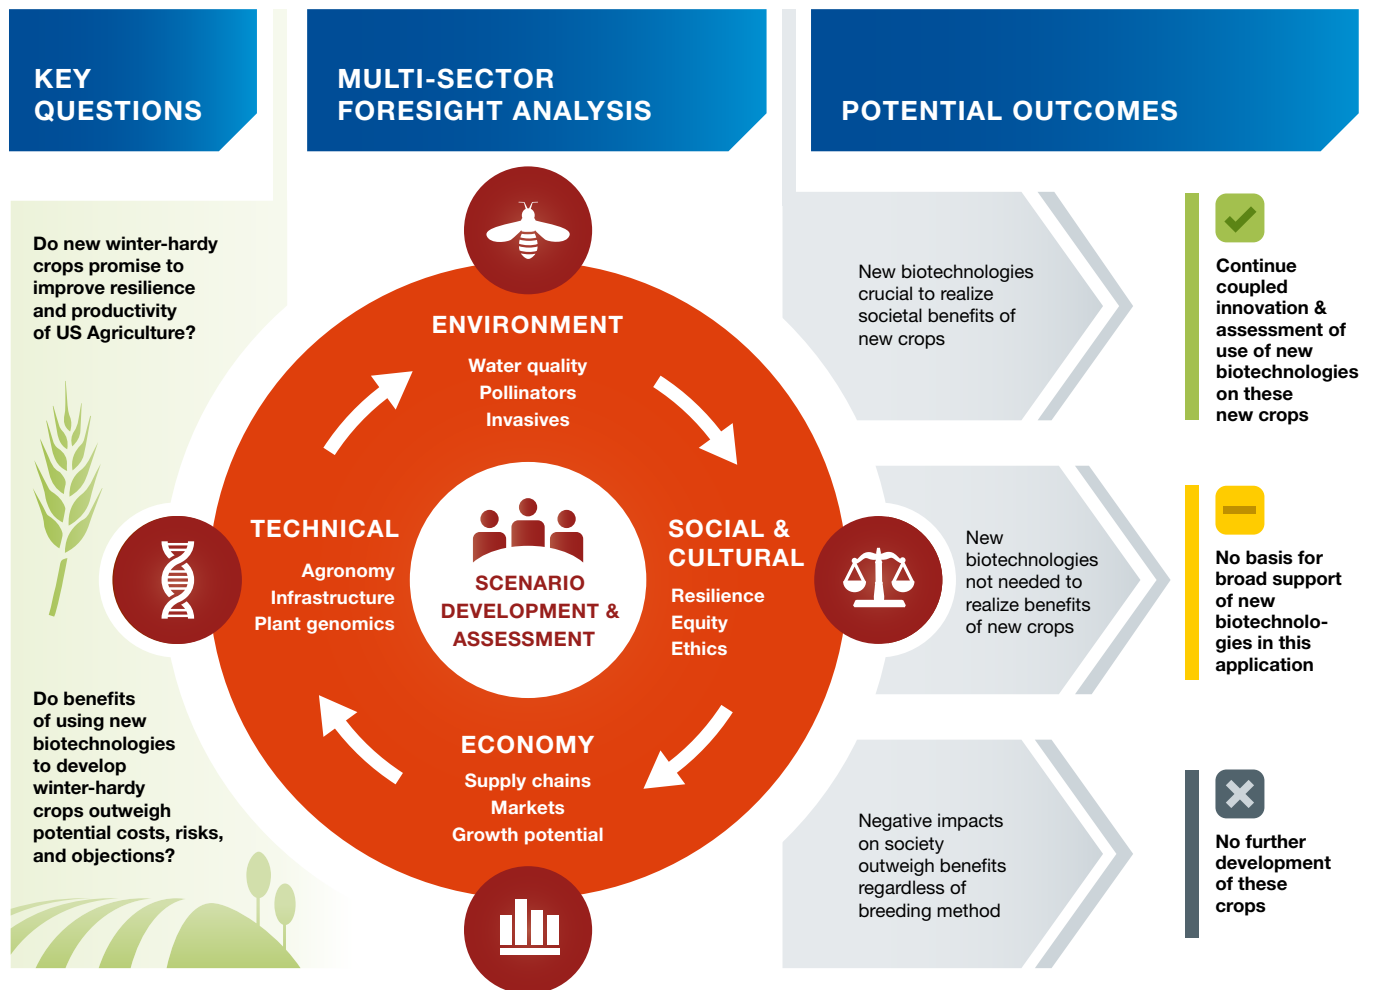 KEY
QUESTIONS
MULTI-SECTOR
FORESIGHT ANALYSIS
POTENTIAL OUTCOMES
Do new winter-hardy
crops promise to
improve resilience
and productivity
of US Agriculture?
Do benefits
of using new
biotechnologies
to develop
winter-hardy
crops outweigh
potential costs, risks,
and objections?
ENVIRONMENT
Water quality
Pollinators
Invasives
TECHNICAL
Agronomy
Infrastructure
Plant genomics
SCENARIO
DEVELOPMENT &
ASSESSMENT
SOCIAL &
CULTURAL
Resilience
Equity
Ethics
ECONOMY
Supply chains
Markets
Growth potential
New biotechnologies
crucial to realize
societal benefits of
new crops
Continue
coupled
innovation &
assessment of
use of new
biotechnologies
on these
new crops
New
biotechnologies
not needed to
realize benefits
of new crops
No basis for
broad support
of new
biotechnolo-
gies in this
application
Negative impacts
on society
outweigh benefits
regardless of
breeding method
No further
development
of these
crops